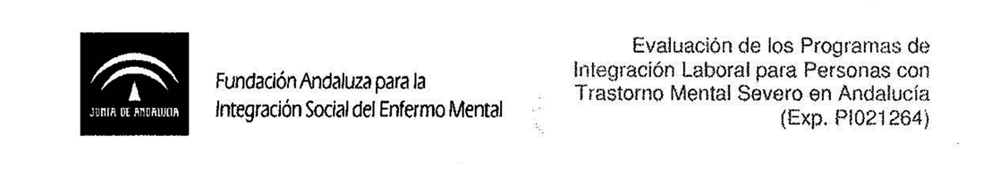 JUNTA DE ANDALUCIA
Fundación Andaluza para la
Integración Social del Enfermo Mental
Evaluación de los Programas de
Integración Laboral para Personas con
Trastorno Mental Severo en Andalucía
(Exp. PI021264)